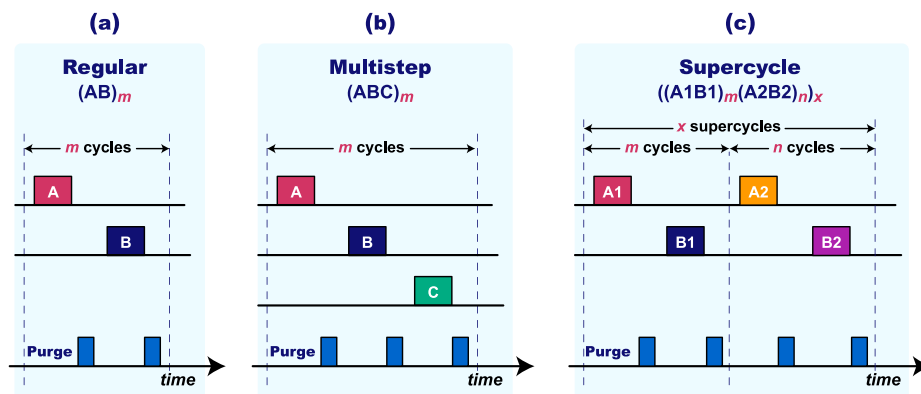 (a)
Regular
(AB)m
m cycles
A
B
Purge
time
(b)
Multistep
(ABC)m
m cycles
A
B
C
Purge
time
(c)
Supercycle
((A1B1)m(A2B2)n)x
x supercycles
m cycles
n cycles
A1
A2
B1
B2
Purge
time